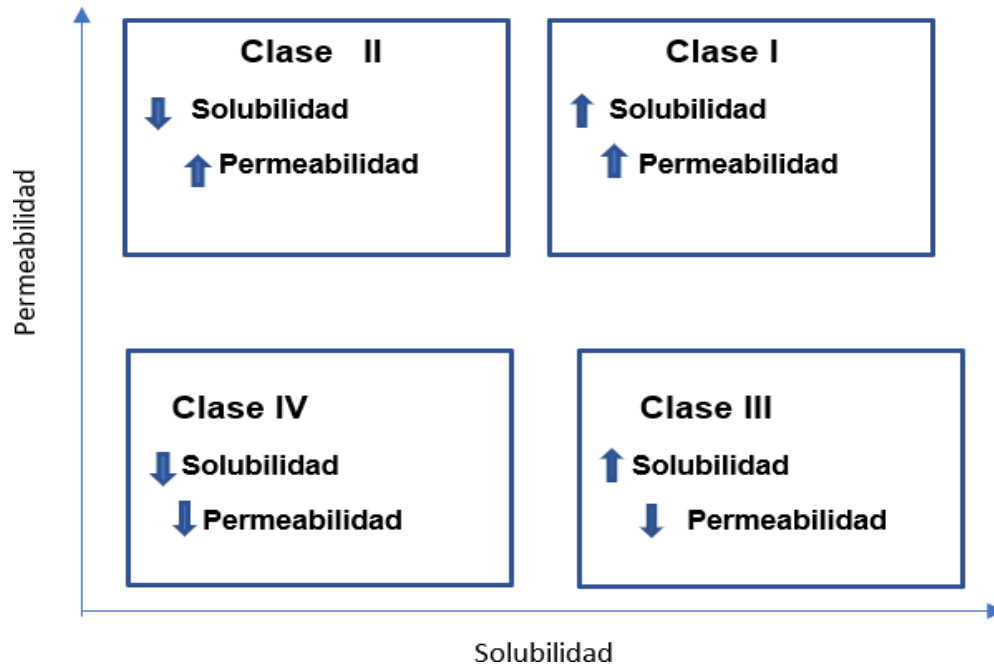 Clase II
Solubilidad
Permeabilidad
Clase I
Solubilidad
Permeabilidad
Permeabilidad
Clase IV
Solubilidad
Permeabilidad
Clase III
Solubilidad
Permeabilidad
Solubilidad